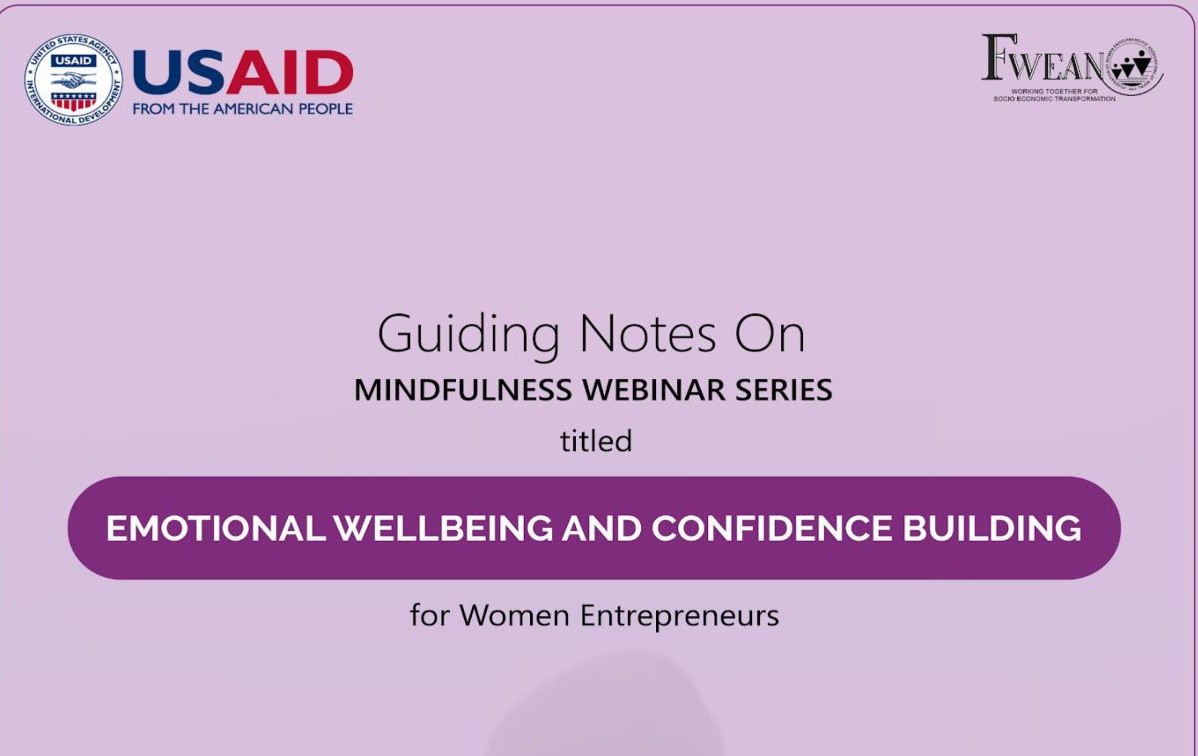 UNITED STATES AGENCY
USAID
INTERNATIONAL DEVELOPMENT
USAID
FROM THE AMERICAN PEOPLE
FWEAN
WORKING TOGETHER FOR
SOCIO ECONOMIC TRANSFORMATION
Guiding Notes On
MINDFULNESS WEBINAR SERIES
titled
EMOTIONAL WELLBEING AND CONFIDENCE BUILDING
for Women Entrepreneurs